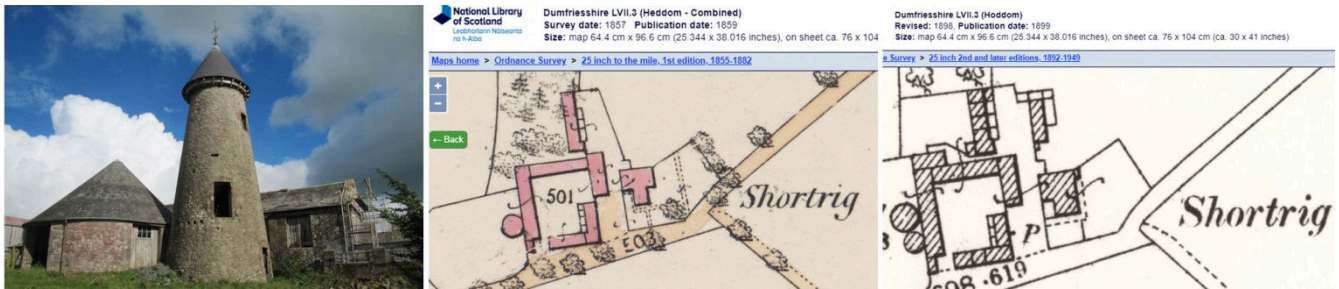 National Library
of Scotland
Leabharlann Nàiseanta
na h-Alba
Dumfriesshire LVII.3 (Heddom - Combined)
Survey date: 1857 Publication date: 1859
Size: map 64.4 cm x 96.6 cm (25.344 x 38.016 inches), on sheet ca. 76 x 104
Maps home > Ordnance Survey > 25 inch to the mile, 1st edition, 1855-1882
+
−
← Back
501
503
Shortrig
Dumfriesshire LVII.3 (Hoddom)
Revised: 1898, Publication date: 1899
Size: map 64.4 cm x 96.6 cm (25.344 x 38.016 inches), on sheet ca. 76 x 104 cm (ca. 30 x 41 inches)
e Survey > 25 inch 2nd and later editions, 1892-1949
P
Shortrig
·619